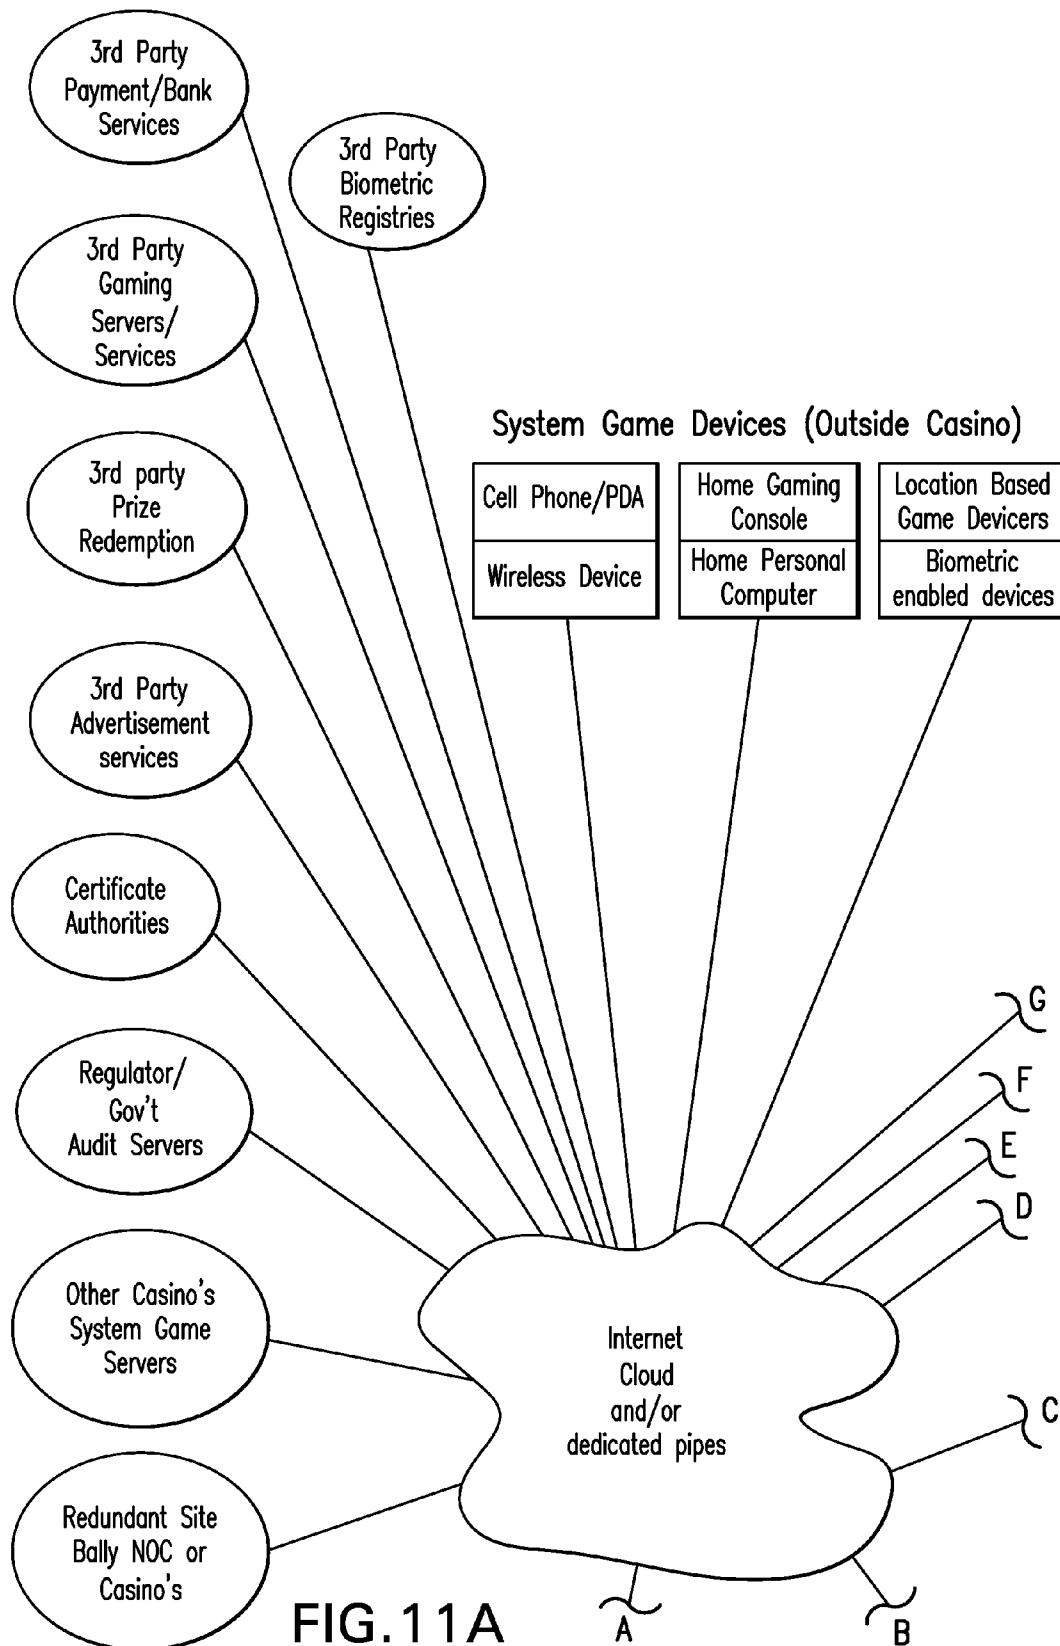 3rd Party
Payment/Bank
Services
3rd Party
Biometric
Registries
3rd Party
Gaming
Servers/
Services
System Game Devices (Outside Casino)
Cell Phone/PDA
Wireless Device
Home Gaming
Console
Home Personal
Computer
Location Based
Game Devicers
Biometric
enabled devices
3rd party
Prize
Redemption
3rd Party
Advertisement
services
Certificate
Authorities
Regulator/
Gov't
Audit Servers
Other Casino's
System Game
Servers
Redundant Site
Bally NOC or
Casino's
Internet
Cloud
and/or
dedicated pipes
G
F
E
D
C
B
A
FIG.11A